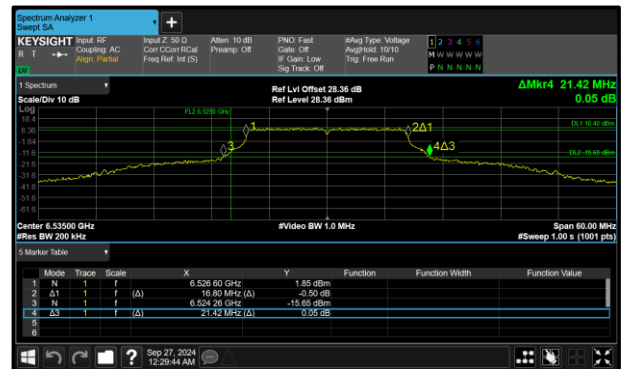 Spectrum Analyzer 1
Swept SA
+
KEYSIGHT Input: RF Input Z: 50 Ω Atten: 10 dB PNO: Fast #Avg Type: Voltage 1 2 3 4 5 6
R T Coupling: AC Corr CCorr RCal Preamp: Off Gate: Off Avg|Hold: 10/10 M W W W W W
Align: Partial Freq Ref: Int (S) IF Gain: Low Trig: Free Run P N N N N N
Sig Track: Off
LW
1 Spectrum Ref Lvl Offset 28.36 dB ΔMkr4 21.42 MHz
Scale/Div 10 dB Ref Level 28.36 dBm 0.05 dB
Log
FL2 6.5250 GHz
18.4
8.36
-1.64
-11.6
-21.6
-31.6
-41.6
-51.6
-61.6
1
2Δ1
3
4Δ3
DL1 10.40 dBm
DL2 -15.60 dBm
Center 6.53500 GHz #Video BW 1.0 MHz Span 60.00 MHz
#Res BW 200 kHz #Sweep 1.00 s (1001 pts)
5 Marker Table
Mode Trace Scale X Y Function Function Width Function Value
1 N 1 f 6.526 60 GHz 1.85 dBm
2 Δ1 1 f (Δ) 16.80 MHz (Δ) -0.50 dB
3 N 1 f 6.524 26 GHz -15.65 dBm
4 Δ3 1 f (Δ) 21.42 MHz (Δ) 0.05 dB
5
6
? Sep 27, 2024
12:29:44 AM